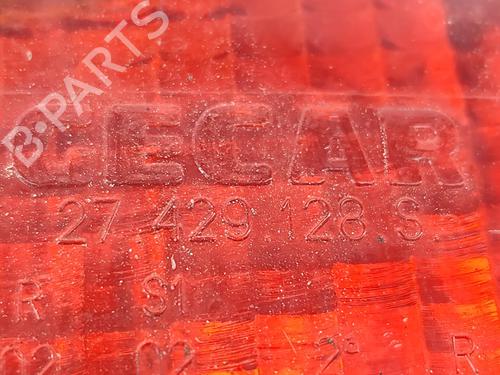 B-PARTS
CECAR
27 429 128 S
R S1
02 02 2a R